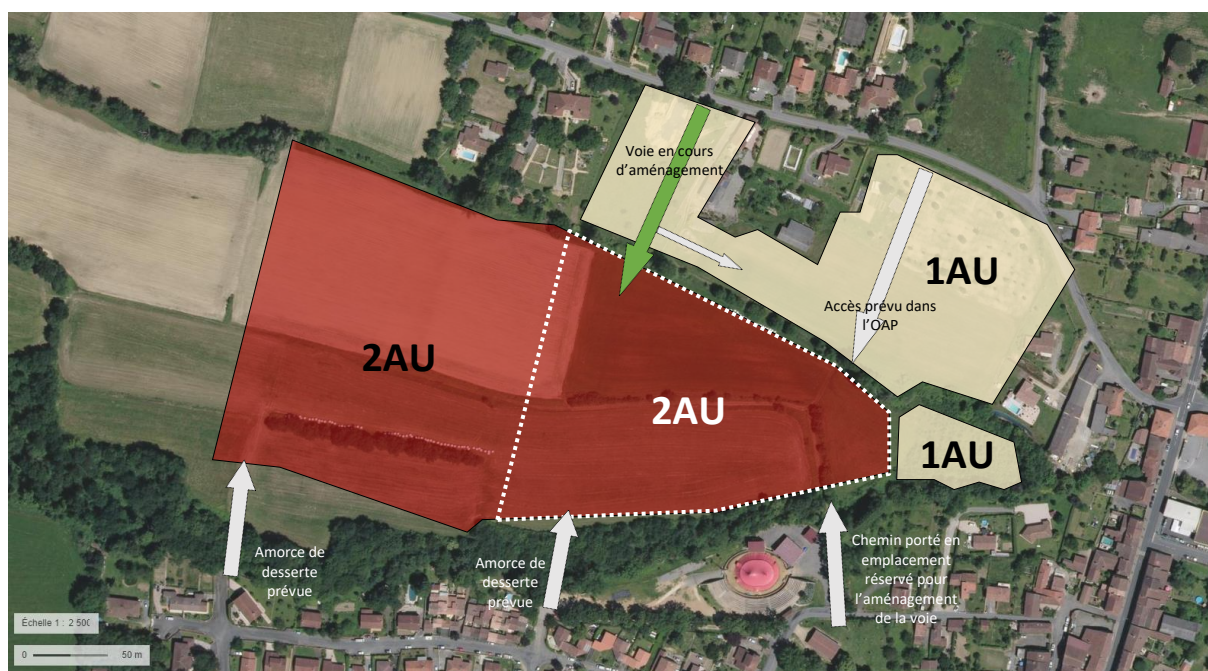 Voie en cours
d'aménagement
1AU
Accès prévu dans
l'OAP
2AU
2AU
1AU
Amorce de
desserte
prévue
Amorce de
desserte
prévue
Chemin porté en
emplacement
réservé pour
l'aménagement
de la voie
Échelle 1 : 2 500
0 50 m